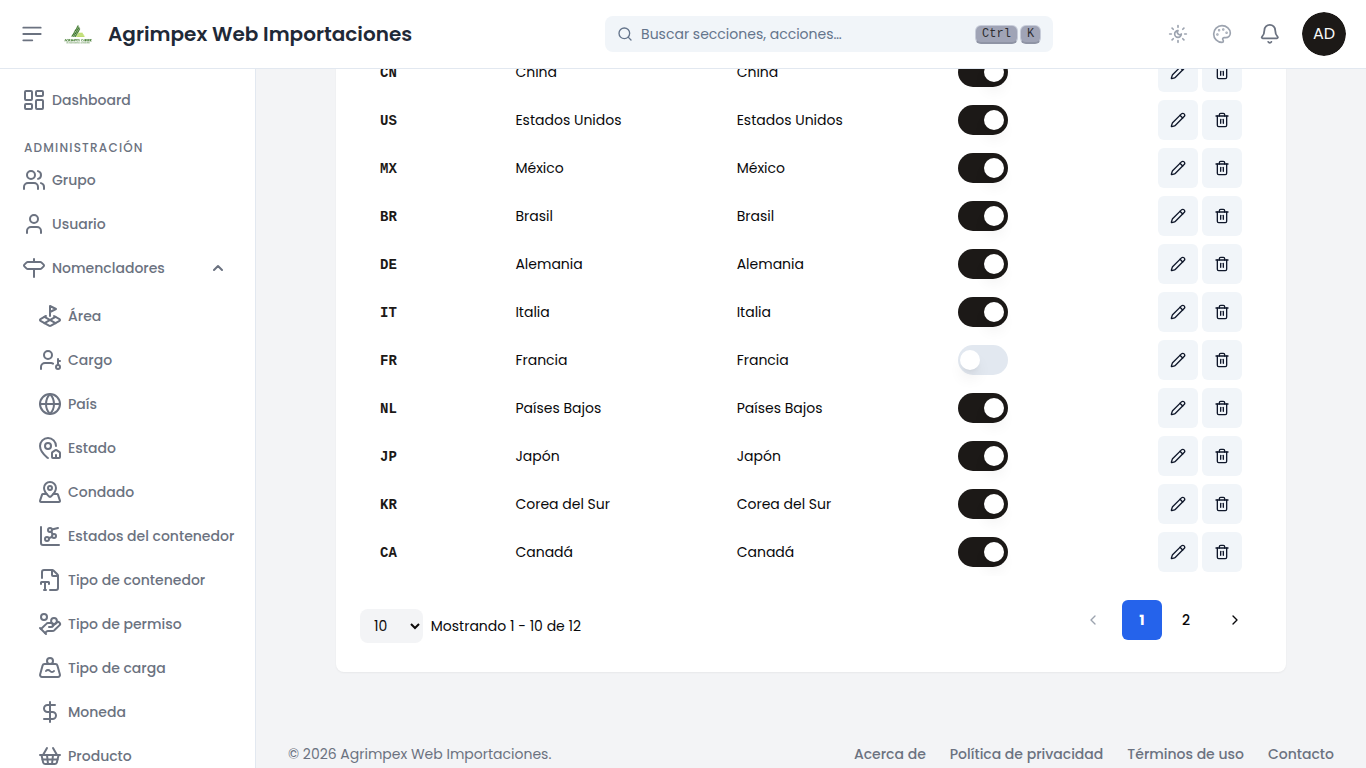 Agrimpex Web Importaciones
Buscar secciones, acciones...
Ctrl K
AD
Dashboard
ADMINISTRACIÓN
Grupo
Usuario
Nomencladores
Área
Cargo
País
Estado
Condado
Estados del contenedor
Tipo de contenedor
Tipo de permiso
Tipo de carga
Moneda
Producto
CN China China
US Estados Unidos Estados Unidos
MX México México
BR Brasil Brasil
DE Alemania Alemania
IT Italia Italia
FR Francia Francia
NL Países Bajos Países Bajos
JP Japón Japón
KR Corea del Sur Corea del Sur
CA Canadá Canadá
10 Mostrando 1 - 10 de 12
1 2
© 2026 Agrimpex Web Importaciones.
Acerca de Política de privacidad Términos de uso Contacto